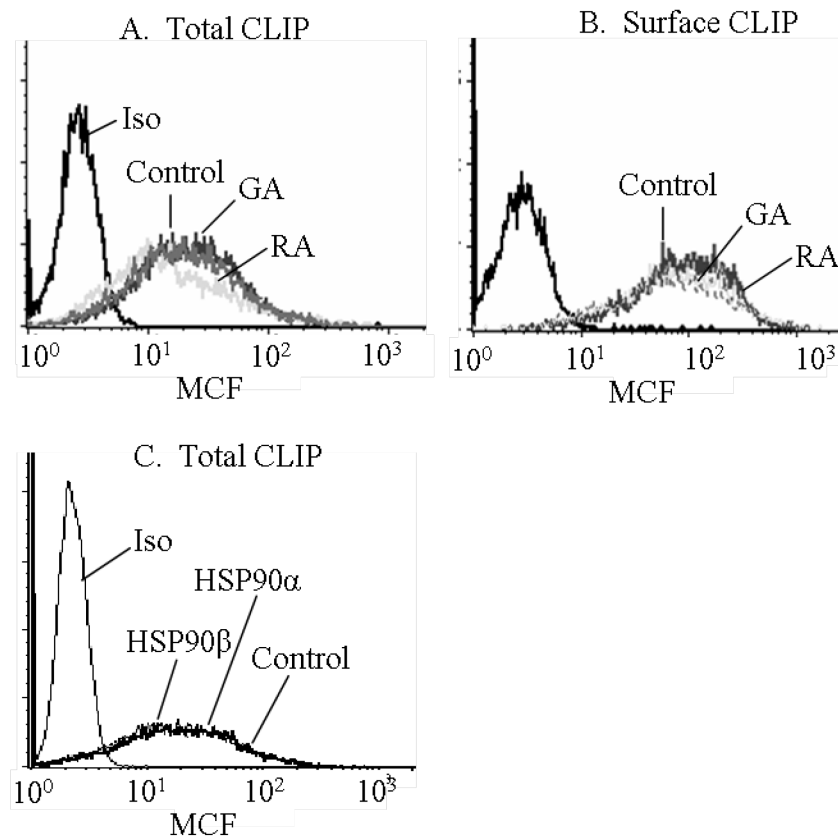 A. Total CLIP
Iso
Control
GA
RA
10⁰ 10¹ 10² 10³
MCF
B. Surface CLIP
Control
GA
RA
10⁰ 10¹ 10² 10³
MCF
C. Total CLIP
Iso
HSP90α
HSP90β
Control
10⁰ 10¹ 10² 10³
MCF